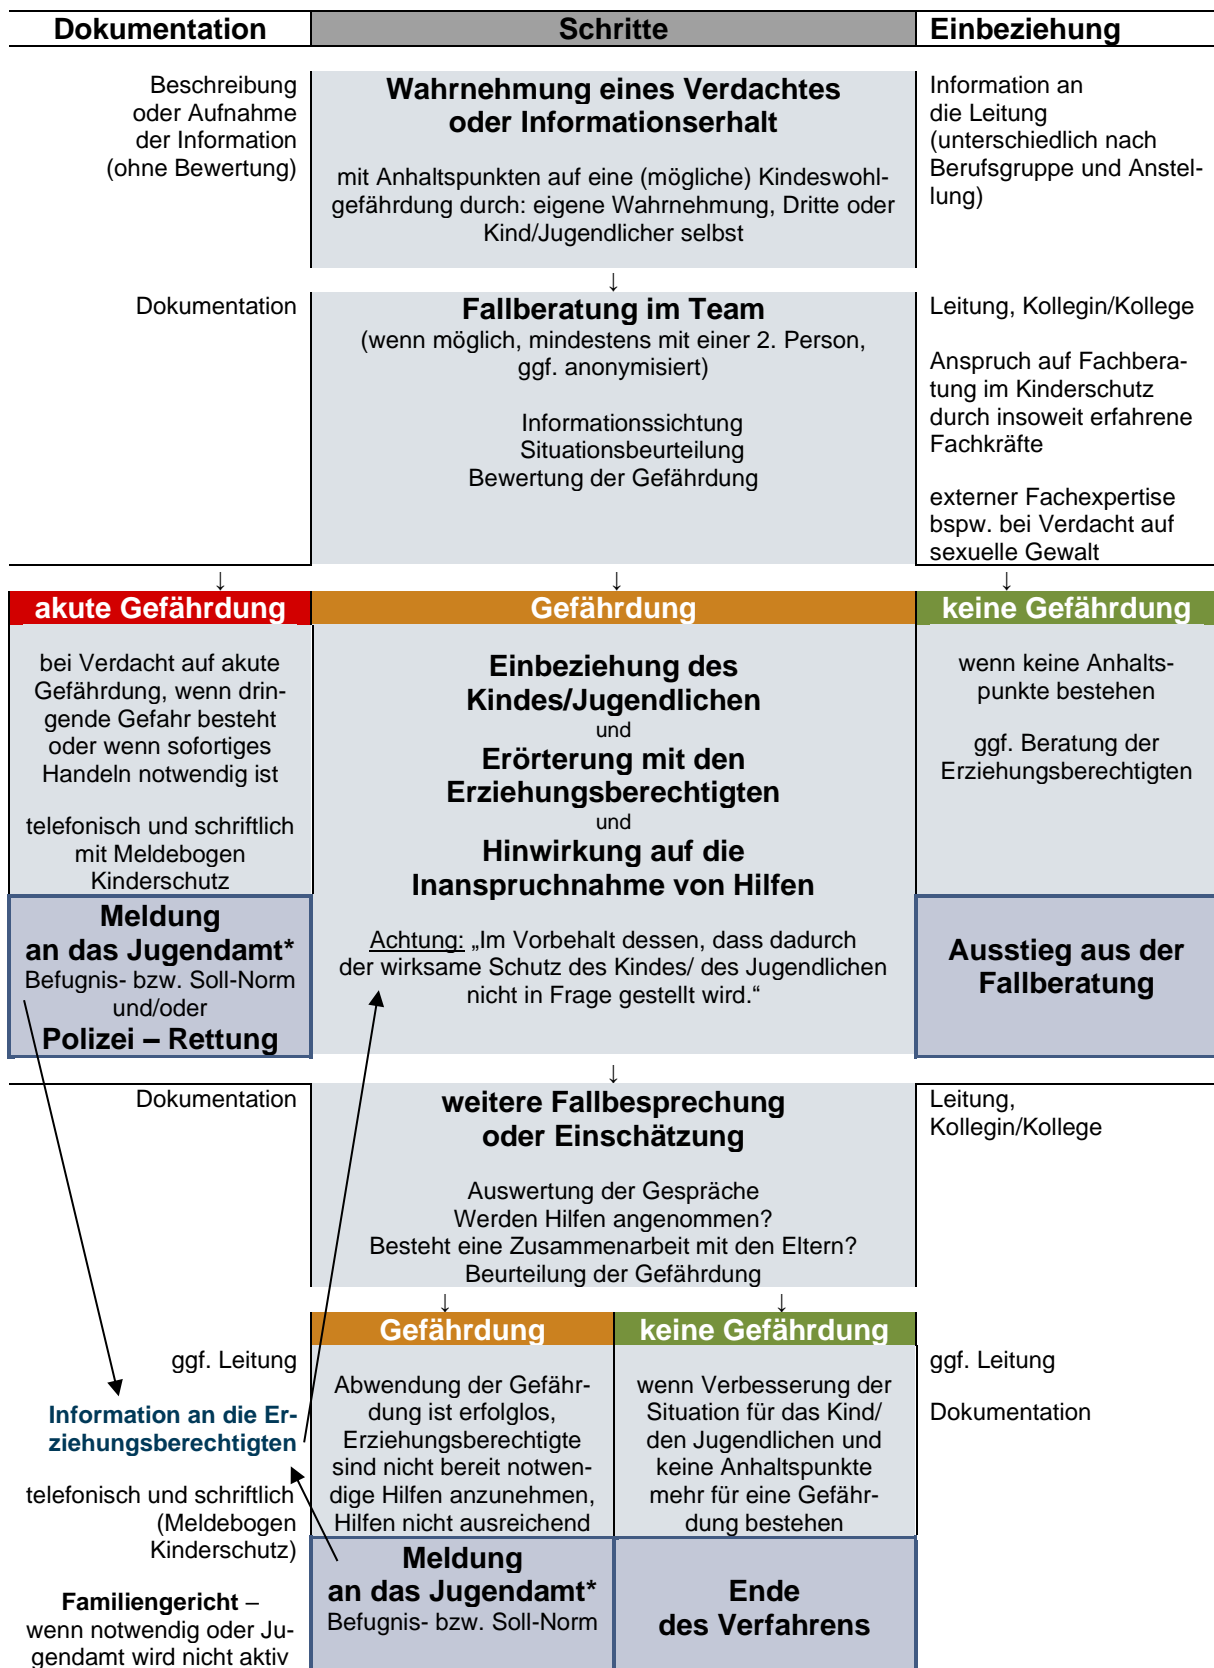 Dokumentation
Schritte
Einbeziehung
Beschreibung
oder Aufnahme
der Information
(ohne Bewertung)
Wahrnehmung eines Verdachtes
oder Informationserhalt
mit Anhaltspunkten auf eine (mögliche) Kindeswohl-
gefährdung durch: eigene Wahrnehmung, Dritte oder
Kind/Jugendlicher selbst
Information an
die Leitung
(unterschiedlich nach
Berufsgruppe und Anstel-
lung)
↓
Dokumentation
Fallberatung im Team
(wenn möglich, mindestens mit einer 2. Person,
ggf. anonymisiert)
Informationssichtung
Situationsbeurteilung
Bewertung der Gefährdung
Leitung, Kollegin/Kollege
Anspruch auf Fachbera-
tung im Kinderschutz
durch insoweit erfahrene
Fachkräfte
externer Fachexpertise
bspw. bei Verdacht auf
sexuelle Gewalt
↓ ↓ ↓
akute Gefährdung
bei Verdacht auf akute
Gefährdung, wenn drin-
gende Gefahr besteht
oder wenn sofortiges
Handeln notwendig ist
telefonisch und schriftlich
mit Meldebogen
Kinderschutz
Meldung
an das Jugendamt*
Befugnis- bzw. Soll-Norm
und/oder
Polizei – Rettung
Gefährdung
Einbeziehung des
Kindes/Jugendlichen
und
Erörterung mit den
Erziehungsberechtigten
und
Hinwirkung auf die
Inanspruchnahme von Hilfen
Achtung: „Im Vorbehalt dessen, dass dadurch
der wirksame Schutz des Kindes/ des Jugendlichen
nicht in Frage gestellt wird.“
keine Gefährdung
wenn keine Anhalts-
punkte bestehen
ggf. Beratung der
Erziehungsberechtigten
Ausstieg aus der
Fallberatung
↓
Dokumentation
weitere Fallbesprechung
oder Einschätzung
Auswertung der Gespräche
Werden Hilfen angenommen?
Besteht eine Zusammenarbeit mit den Eltern?
Beurteilung der Gefährdung
Leitung,
Kollegin/Kollege
↓ ↓
ggf. Leitung
Information an die Er-
ziehungsberechtigten
telefonisch und schriftlich
(Meldebogen
Kinderschutz)
Familiengericht –
wenn notwendig oder Ju-
gendamt wird nicht aktiv
Gefährdung
Abwendung der Gefähr-
dung ist erfolglos,
Erziehungsberechtigte
sind nicht bereit notwen-
dige Hilfen anzunehmen,
Hilfen nicht ausreichend
Meldung
an das Jugendamt*
Befugnis- bzw. Soll-Norm
keine Gefährdung
wenn Verbesserung der
Situation für das Kind/
den Jugendlichen und
keine Anhaltspunkte
mehr für eine Gefähr-
dung bestehen
Ende
des Verfahrens
ggf. Leitung
Dokumentation